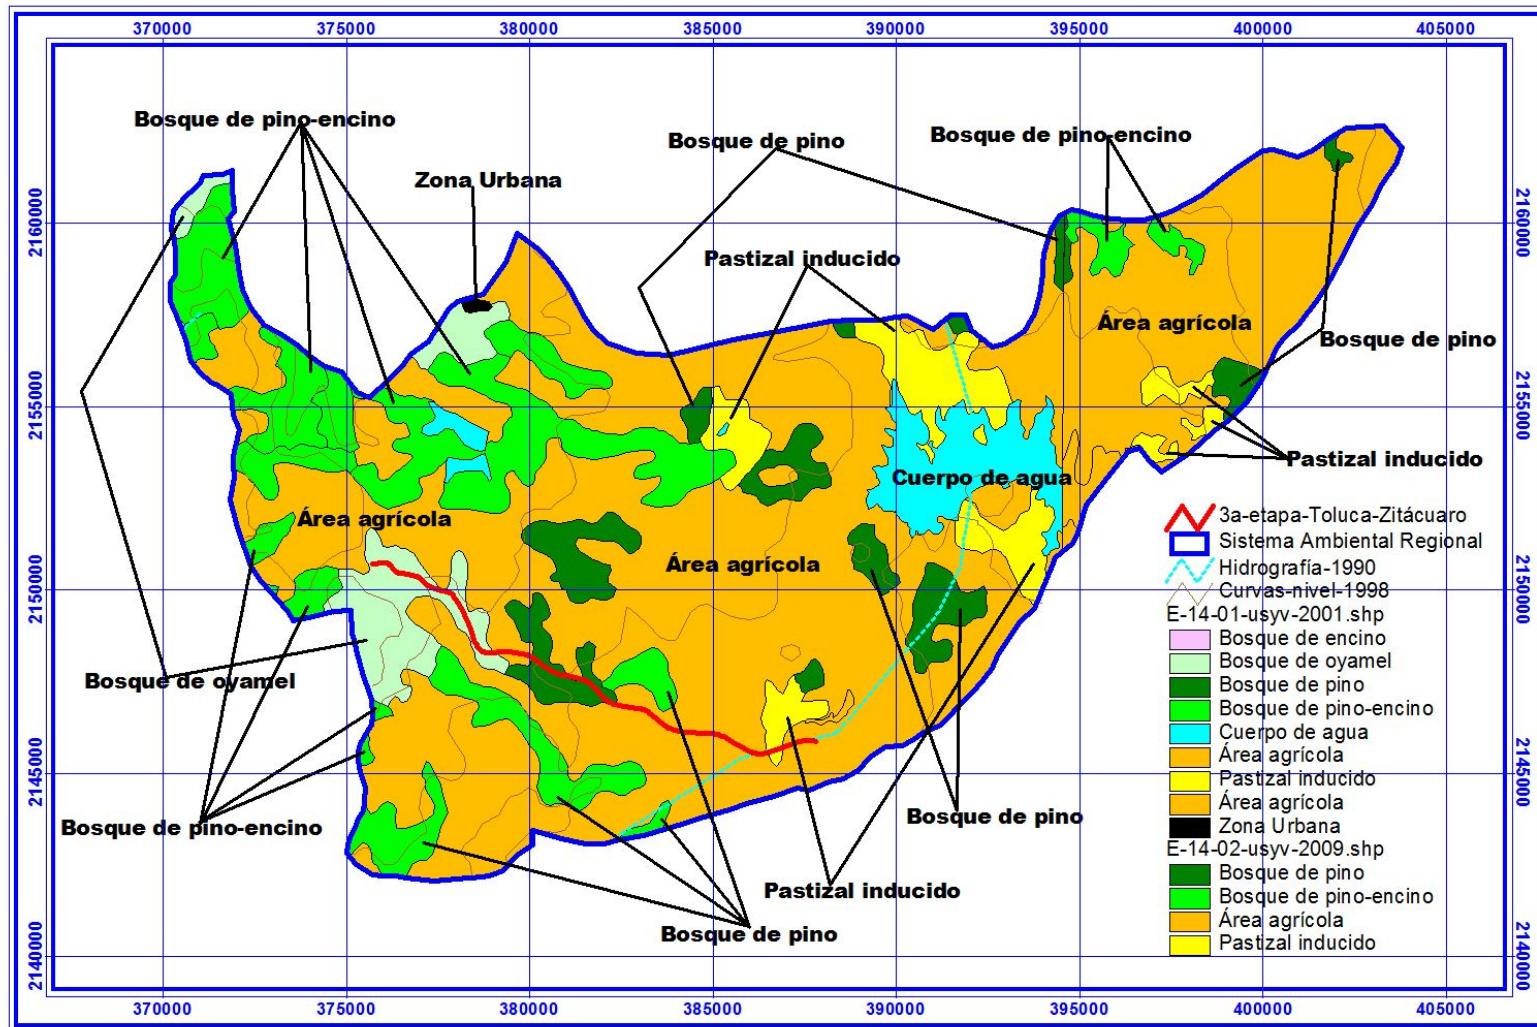 370000 375000 380000 385000 390000 395000 400000 405000
Bosque de pino-encino
Bosque de pino
Bosque de pino-encino
Zona Urbana
2160000
2160000
Pastizal inducido
Área agrícola
Bosque de pino
2155000
2155000
Pastizal inducido
Cuerpo de agua
Área agrícola
Área agrícola
3a-etapa-Toluca-Zitácuaro
Sistema Ambiental Regional
Hidrografía-1990
Curvas-nivel-1998
E-14-01-usyv-2001.shp
Bosque de encino
Bosque de oyamel
Bosque de pino
Bosque de pino-encino
Cuerpo de agua
Área agrícola
Pastizal inducido
Área agrícola
Zona Urbana
E-14-02-usyv-2009.shp
Bosque de pino
Bosque de pino-encino
Área agrícola
Pastizal inducido
2150000
2150000
Bosque de oyamel
2145000
2145000
Bosque de pino
Bosque de pino-encino
Pastizal inducido
Bosque de pino
2140000
2140000
370000 375000 380000 385000 390000 395000 400000 405000